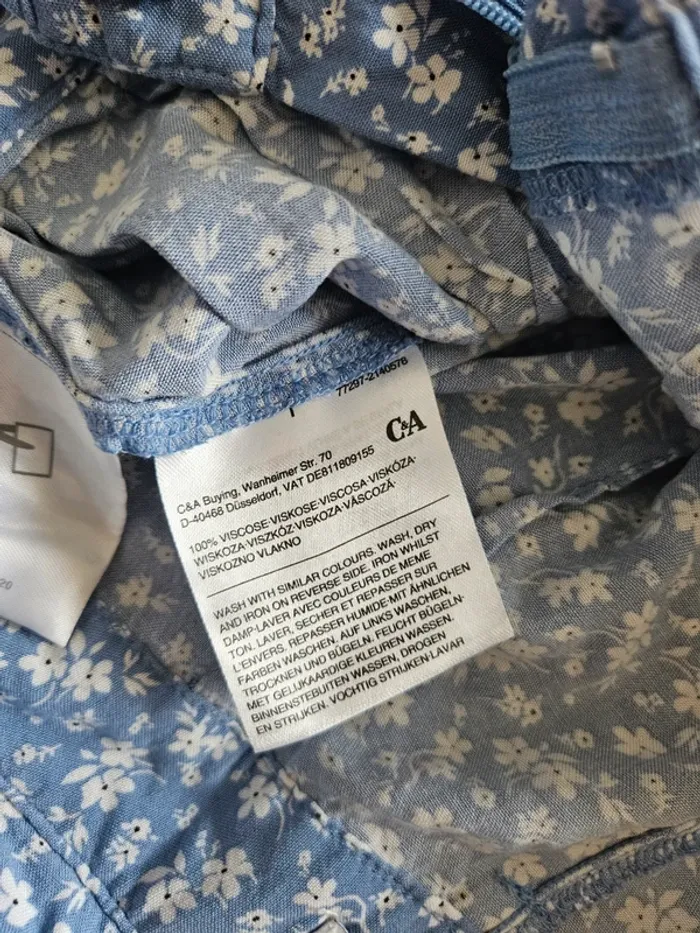 77297-2140578
C&A
C&A Buying, Wanheimer Str. 70
D-40468 Düsseldorf, VAT DE811809155
100% VISCOSE·VISKOSE·VISCOSA·VISKÓZA·
WISKOZA·VISZKÓZ·VISKOZA·VÂSCOZĂ·
VISKOZNO VLAKNO
WASH WITH SIMILAR COLOURS. WASH, DRY
AND IRON ON REVERSE SIDE. IRON WHILST
DAMP·LAVER AVEC COULEURS DE MEME
TON. LAVER, SECHER ET REPASSER SUR
L'ENVERS. REPASSER HUMIDE·MIT ÄHNLICHEN
FARBEN WASCHEN. AUF LINKS WASCHEN,
TROCKNEN UND BÜGELN. FEUCHT BÜGELN·
MET GELIJKAARDIGE KLEUREN WASSEN.
BINNENSTEBUITEN WASSEN, DROGEN
EN STRIJKEN. VOCHTIG STRIJKEN·LAVAR
20